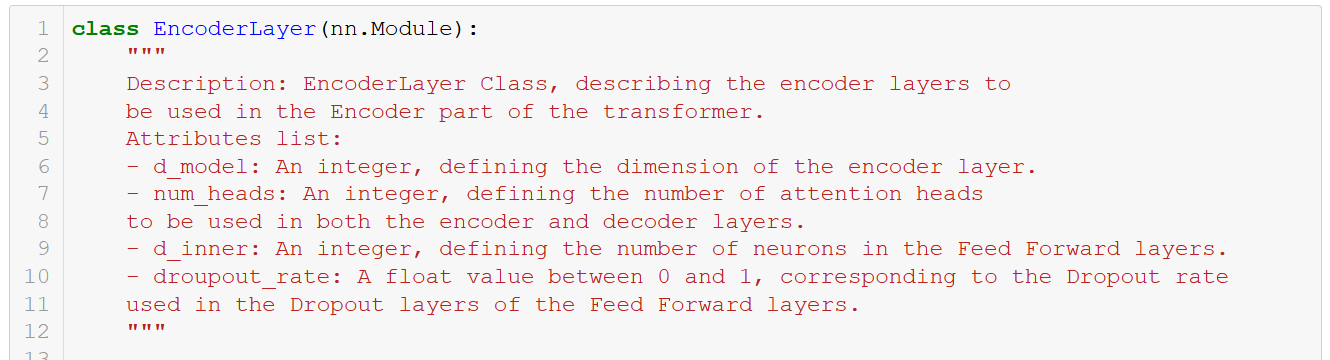 1 class EncoderLayer(nn.Module):
2 """
3 Description: EncoderLayer Class, describing the encoder layers to
4 be used in the Encoder part of the transformer.
5 Attributes list:
6 - d_model: An integer, defining the dimension of the encoder layer.
7 - num_heads: An integer, defining the number of attention heads
8 to be used in both the encoder and decoder layers.
9 - d_inner: An integer, defining the number of neurons in the Feed Forward layers.
10 - droupout_rate: A float value between 0 and 1, corresponding to the Dropout rate
11 used in the Dropout layers of the Feed Forward layers.
12 """
13